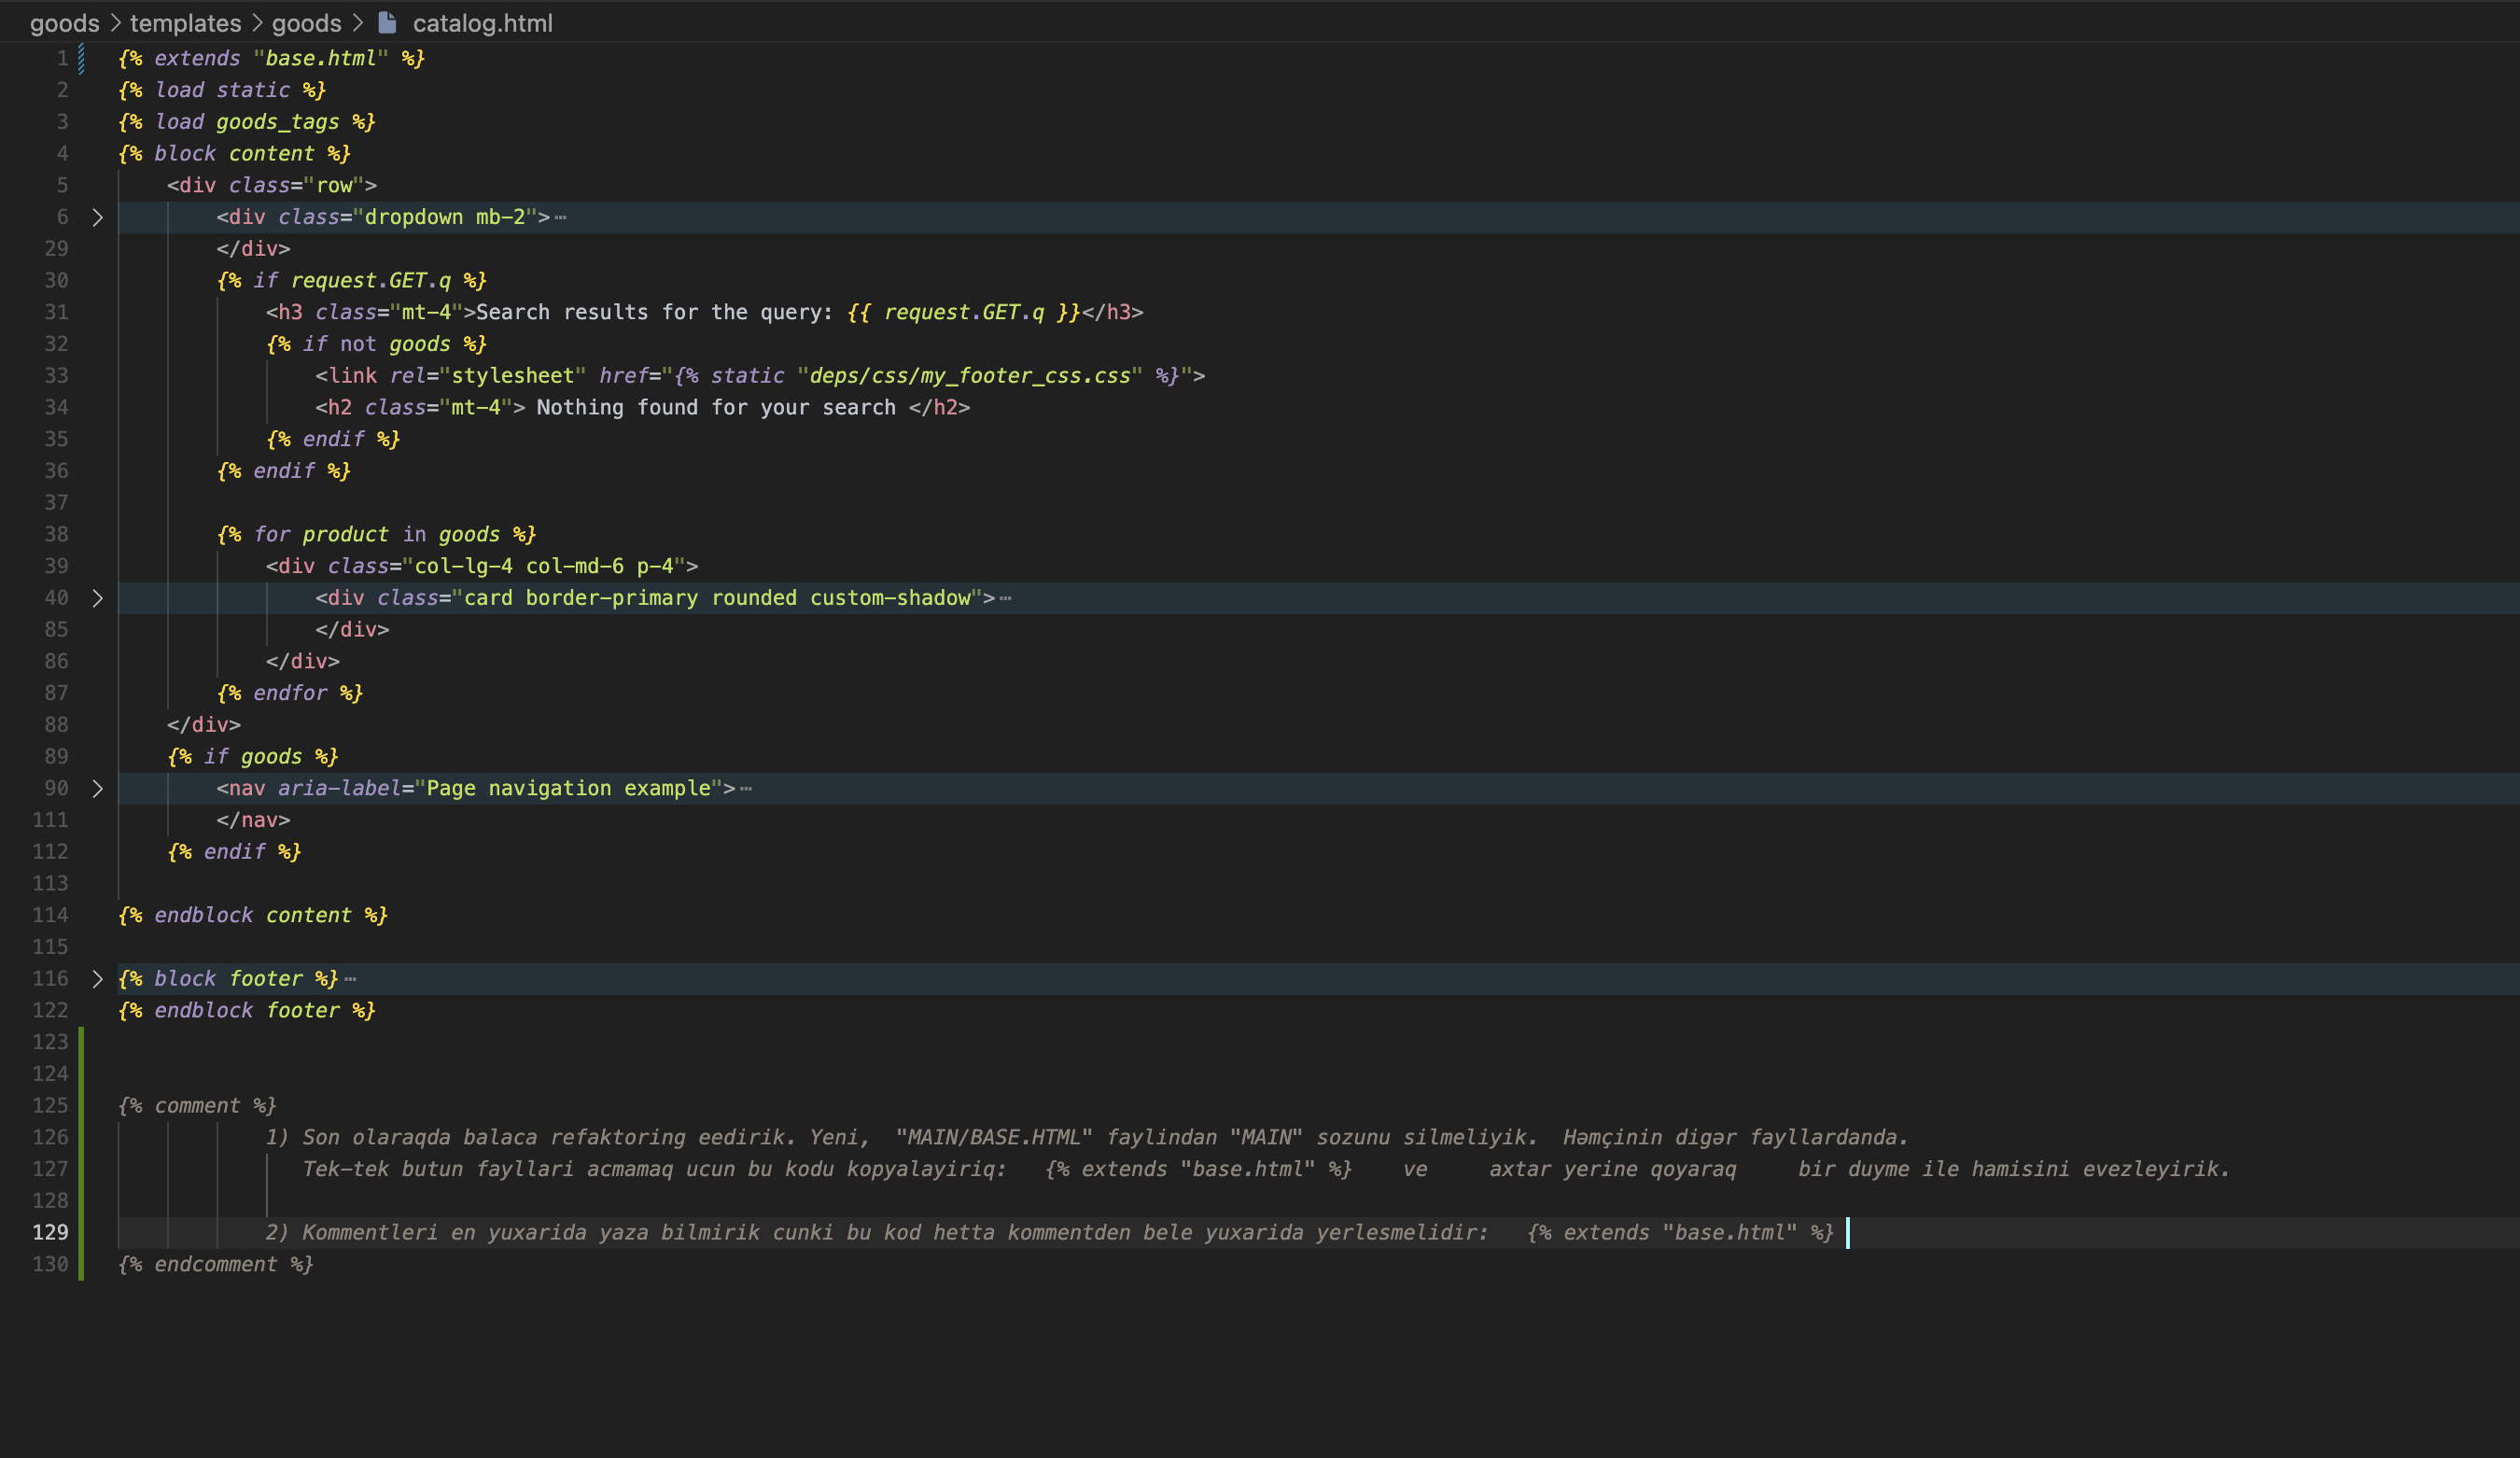 goods > templates > goods > catalog.html
1 {% extends "base.html" %}
2 {% load static %}
3 {% load goods_tags %}
4 {% block content %}
5 <div class="row">
6 <div class="dropdown mb-2">⋯
29 </div>
30 {% if request.GET.q %}
31 <h3 class="mt-4">Search results for the query: {{ request.GET.q }}</h3>
32 {% if not goods %}
33 <link rel="stylesheet" href="{% static "deps/css/my_footer_css.css" %}">
34 <h2 class="mt-4"> Nothing found for your search </h2>
35 {% endif %}
36 {% endif %}
37
38 {% for product in goods %}
39 <div class="col-lg-4 col-md-6 p-4">
40 <div class="card border-primary rounded custom-shadow">⋯
85 </div>
86 </div>
87 {% endfor %}
88 </div>
89 {% if goods %}
90 <nav aria-label="Page navigation example">⋯
111 </nav>
112 {% endif %}
113
114 {% endblock content %}
115
116 {% block footer %}⋯
122 {% endblock footer %}
123
124
125 {% comment %}
126 1) Son olaraqda balaca refaktoring eedirik. Yeni,  "MAIN/BASE.HTML" faylindan "MAIN" sozunu silmeliyik.  Həmçinin digər fayllardanda.
127 Tek-tek butun fayllari acmamaq ucun bu kodu kopyalayiriq:   {% extends "base.html" %}    ve     axtar yerine qoyaraq     bir duyme ile hamisini evezleyirik.
128
129 2) Kommentleri en yuxarida yaza bilmirik cunki bu kod hetta kommentden bele yuxarida yerlesmelidir:   {% extends "base.html" %}
130 {% endcomment %}